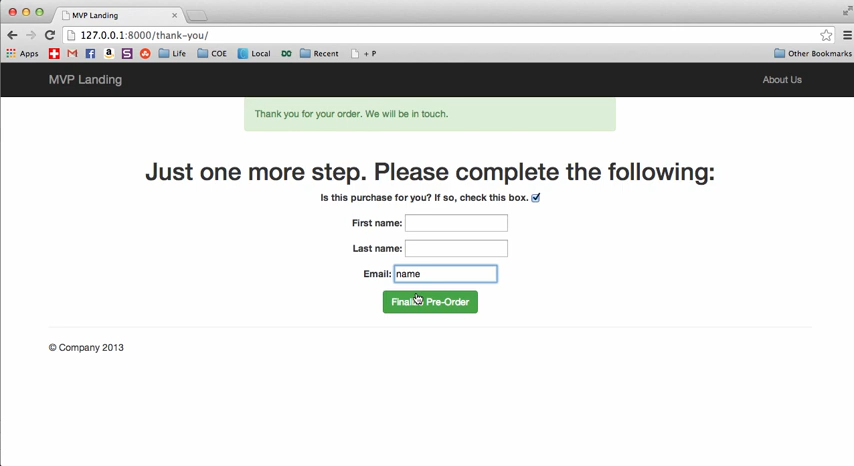 MVP Landing
127.0.0.1:8000/thank-you/
Apps Life COE Local Recent + P Other Bookmarks
MVP Landing About Us
Thank you for your order. We will be in touch.
Just one more step. Please complete the following:
Is this purchase for you? If so, check this box.
First name:
Last name:
Email: name
Finalize Pre-Order
© Company 2013